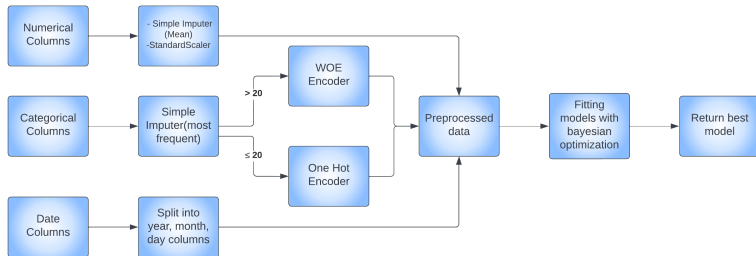 Numerical
Columns
- Simple Imputer
(Mean)
-StandardScaler
WOE
Encoder
> 20
Categorical
Columns
Simple
Imputer(most
frequent)
Preprocessed
data
Fitting
models with
bayesian
optimization
Return best
model
≤ 20
One Hot
Encoder
Date
Columns
Split into
year, month,
day columns